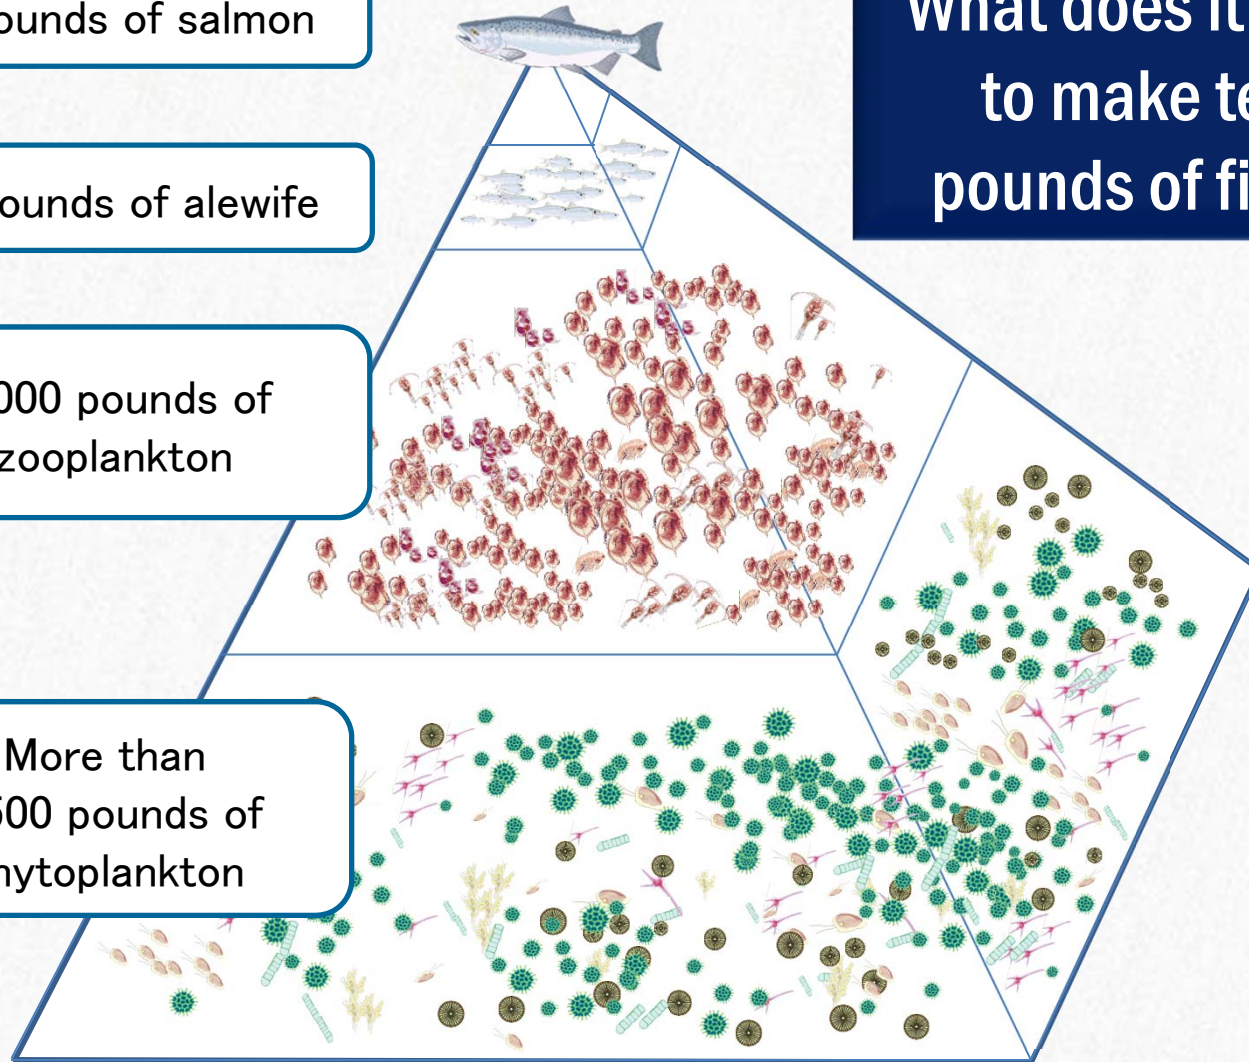 ounds of salmon
What does it
to make te
pounds of fi
ounds of alewife
000 pounds of
zooplankton
More than
500 pounds of
hytoplankton